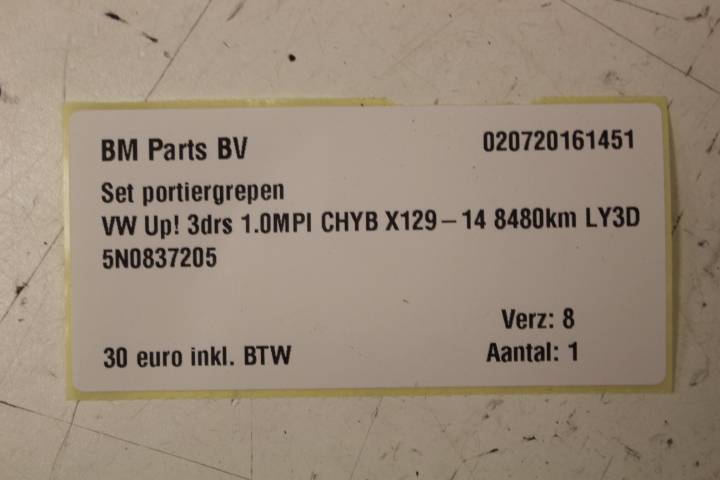 BM Parts BV 020720161451
Set portiergrepen
VW Up! 3drs 1.0MPI CHYB X129-14 8480km LY3D
5N0837205
Verz: 8
30 euro inkl. BTW Aantal: 1